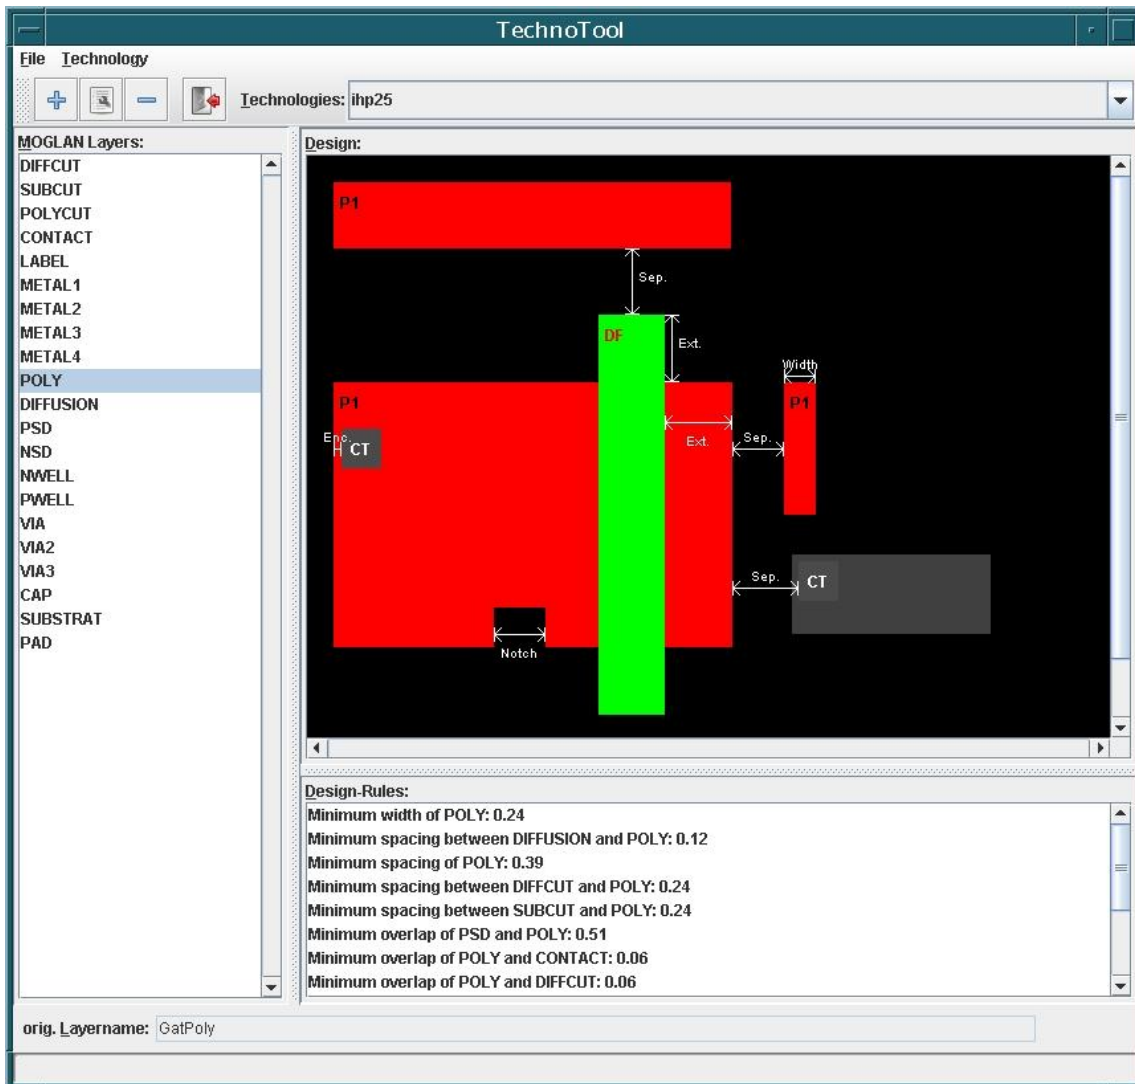 TechnoTool
File Technology
Technologies: ihp25
MOGLAN Layers:
DIFFCUT
SUBCUT
POLYCUT
CONTACT
LABEL
METAL1
METAL2
METAL3
METAL4
POLY
DIFFUSION
PSD
NSD
NWELL
PWELL
VIA
VIA2
VIA3
CAP
SUBSTRAT
PAD
Design:
P1
Sep.
DF
Ext.
Width
P1
P1
Enc.
CT
Ext.
Sep.
Sep.
CT
Notch
Design-Rules:
Minimum width of POLY: 0.24
Minimum spacing between DIFFUSION and POLY: 0.12
Minimum spacing of POLY: 0.39
Minimum spacing between DIFFCUT and POLY: 0.24
Minimum spacing between SUBCUT and POLY: 0.24
Minimum overlap of PSD and POLY: 0.51
Minimum overlap of POLY and CONTACT: 0.06
Minimum overlap of POLY and DIFFCUT: 0.06
orig. Layername: GatPoly